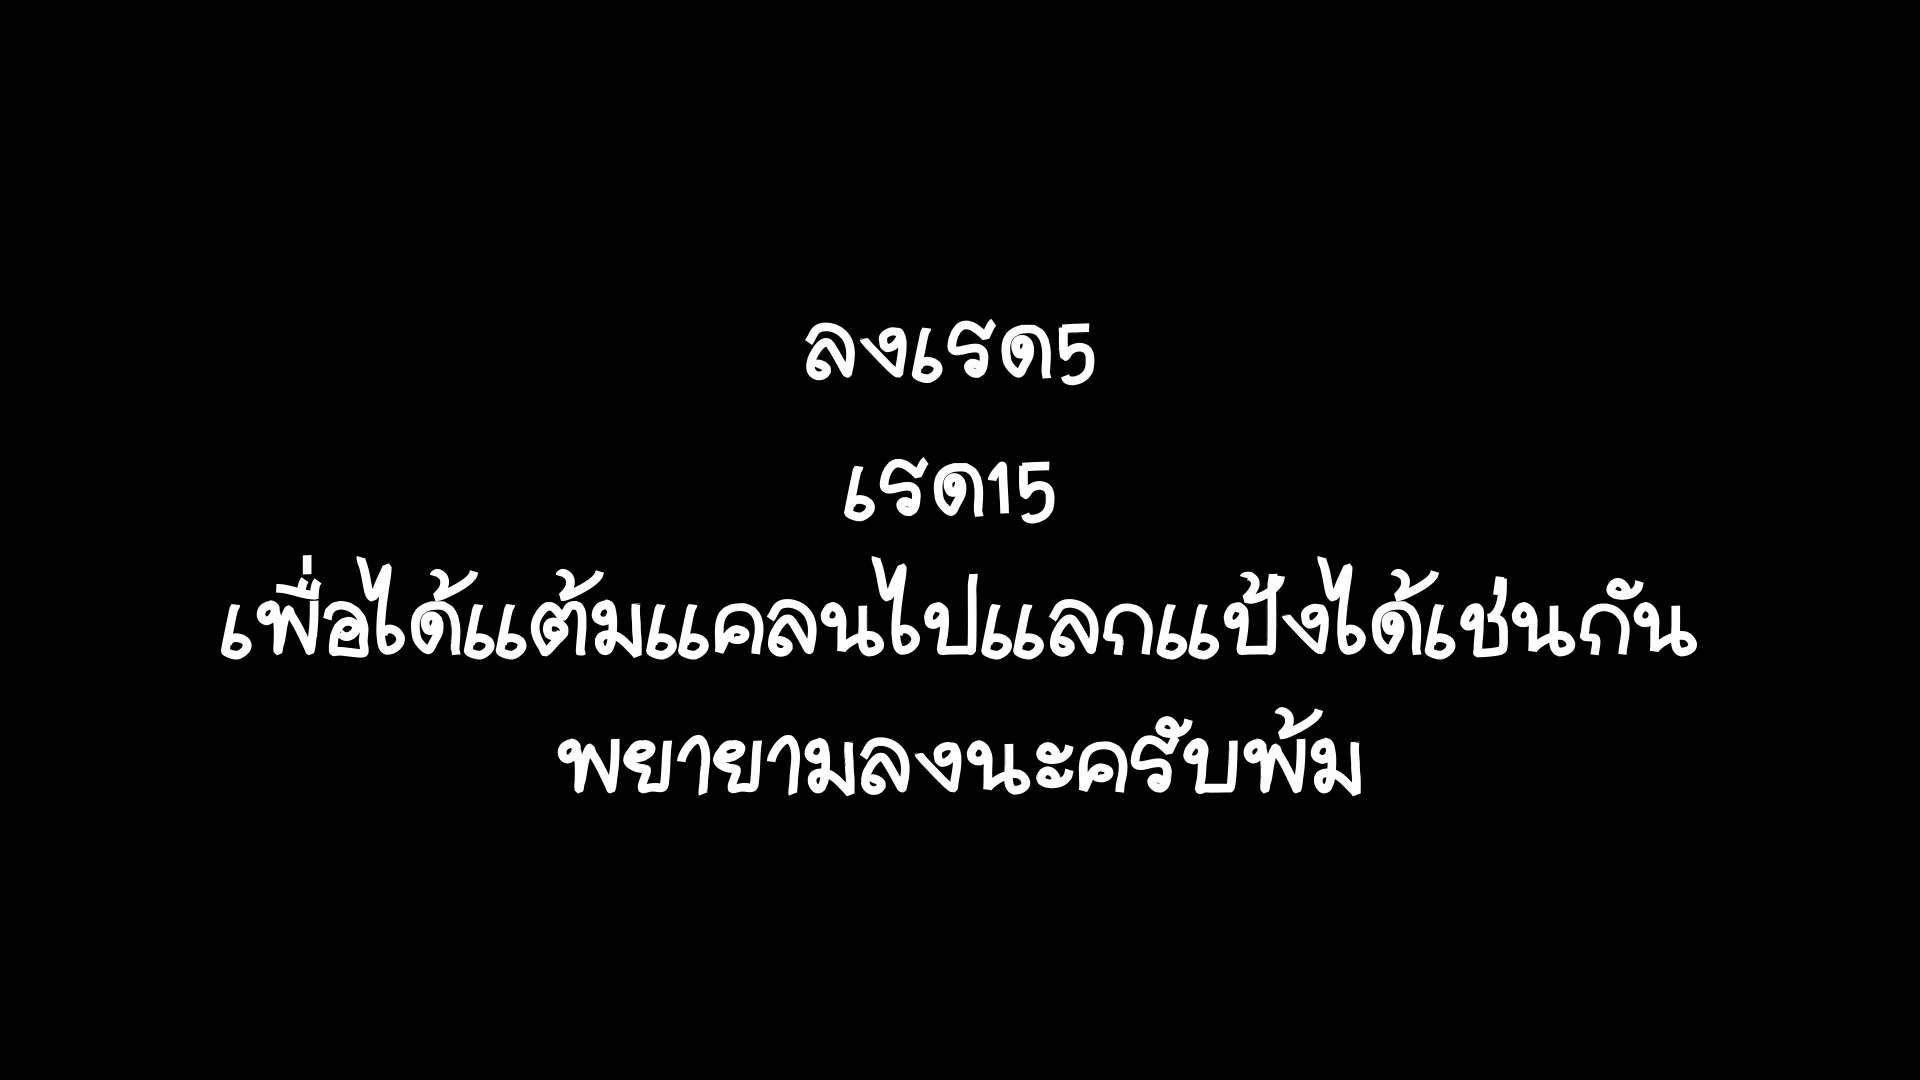 ลงเรด5
เรด15
เพื่อได้แต้มแคลนไปแลกแป้งได้เช่นกัน
พยายามลงนะครับพ้ม